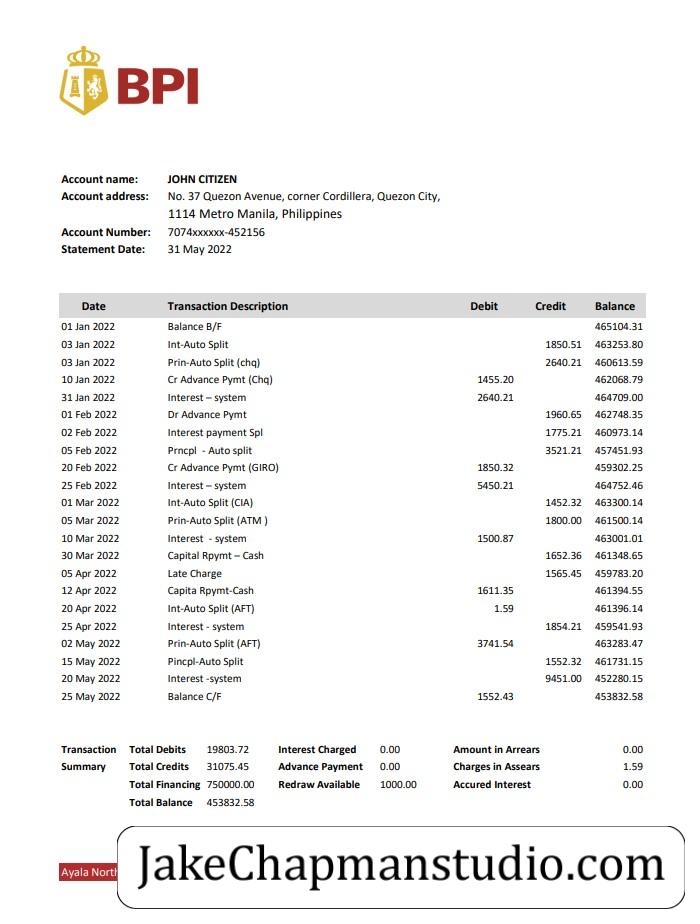 BPI
Account name: JOHN CITIZEN
Account address: No. 37 Quezon Avenue, corner Cordillera, Quezon City,
1114 Metro Manila, Philippines
Account Number: 7074xxxxxx-452156
Statement Date: 31 May 2022
Date Transaction Description Debit Credit Balance
01 Jan 2022 Balance B/F 465104.31
03 Jan 2022 Int-Auto Split 1850.51 463253.80
03 Jan 2022 Prin-Auto Split (chq) 2640.21 460613.59
10 Jan 2022 Cr Advance Pymt (Chq) 1455.20 462068.79
31 Jan 2022 Interest – system 2640.21 464709.00
01 Feb 2022 Dr Advance Pymt 1960.65 462748.35
02 Feb 2022 Interest payment Spl 1775.21 460973.14
05 Feb 2022 Prncpl - Auto split 3521.21 457451.93
20 Feb 2022 Cr Advance Pymt (GIRO) 1850.32 459302.25
25 Feb 2022 Interest – system 5450.21 464752.46
01 Mar 2022 Int-Auto Split (CIA) 1452.32 463300.14
05 Mar 2022 Prin-Auto Split (ATM ) 1800.00 461500.14
10 Mar 2022 Interest - system 1500.87 463001.01
30 Mar 2022 Capital Rpymt – Cash 1652.36 461348.65
05 Apr 2022 Late Charge 1565.45 459783.20
12 Apr 2022 Capita Rpymt-Cash 1611.35 461394.55
20 Apr 2022 Int-Auto Split (AFT) 1.59 461396.14
25 Apr 2022 Interest - system 1854.21 459541.93
02 May 2022 Prin-Auto Split (AFT) 3741.54 463283.47
15 May 2022 Pincpl-Auto Split 1552.32 461731.15
20 May 2022 Interest -system 9451.00 452280.15
25 May 2022 Balance C/F 1552.43 453832.58
Transaction Total Debits 19803.72 Interest Charged 0.00 Amount in Arrears 0.00
Summary Total Credits 31075.45 Advance Payment 0.00 Charges in Assears 1.59
Total Financing 750000.00 Redraw Available 1000.00 Accured Interest 0.00
Total Balance 453832.58
Ayala North
JakeChapmanstudio.com